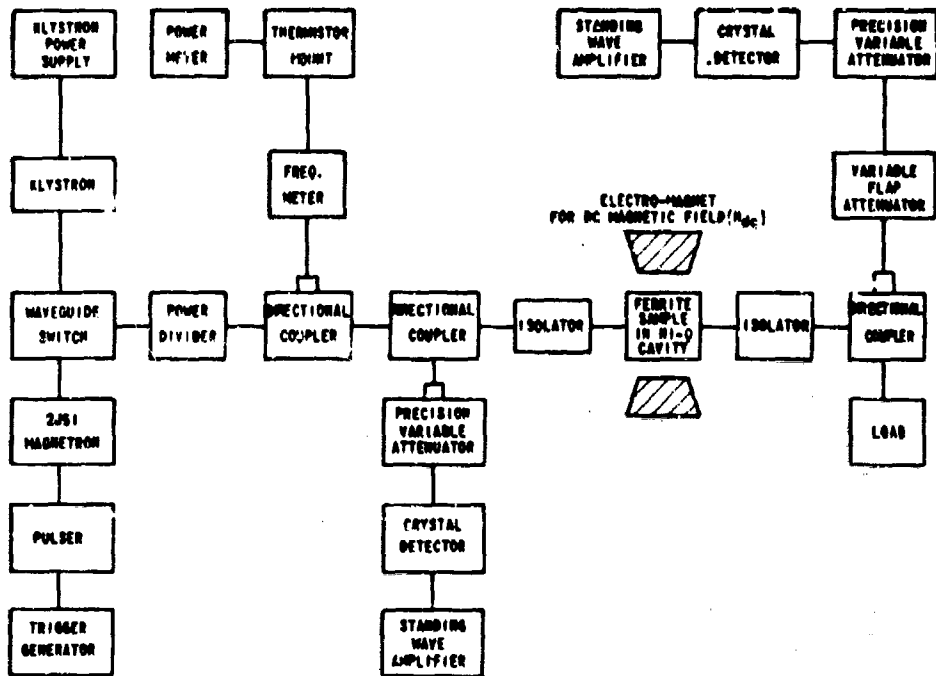 KLYSTRON
POWER
SUPPLY
POWER
METER
THERMISTOR
MOUNT
STANDING
WAVE
AMPLIFIER
CRYSTAL
DETECTOR
PRECISION
VARIABLE
ATTENUATOR
KLYSTRON
FREQ.
METER
VARIABLE
FLAP
ATTENUATOR
ELECTRO-MAGNET
FOR DC MAGNETIC FIELD(Hdc)
WAVEGUIDE
SWITCH
POWER
DIVIDER
DIRECTIONAL
COUPLER
DIRECTIONAL
COUPLER
ISOLATOR
FERRITE
SAMPLE
IN HI-Q
CAVITY
ISOLATOR
DIRECTIONAL
COUPLER
2J51
MAGNETRON
PRECISION
VARIABLE
ATTENUATOR
LOAD
PULSER
CRYSTAL
DETECTOR
TRIGGER
GENERATOR
STANDING
WAVE
AMPLIFIER